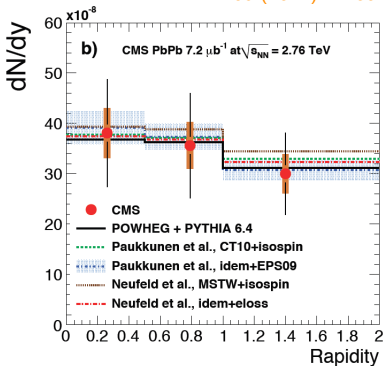 ×10⁻⁸
dN/dy
60
b) CMS PbPb 7.2 μb⁻¹ at √sNN = 2.76 TeV
50
40
30
20
10
0
CMS
POWHEG + PYTHIA 6.4
Paukkunen et al., CT10+isospin
Paukkunen et al., idem+EPS09
Neufeld et al., MSTW+isospin
Neufeld et al., idem+eloss
0 0.2 0.4 0.6 0.8 1 1.2 1.4 1.6 1.8 2
Rapidity